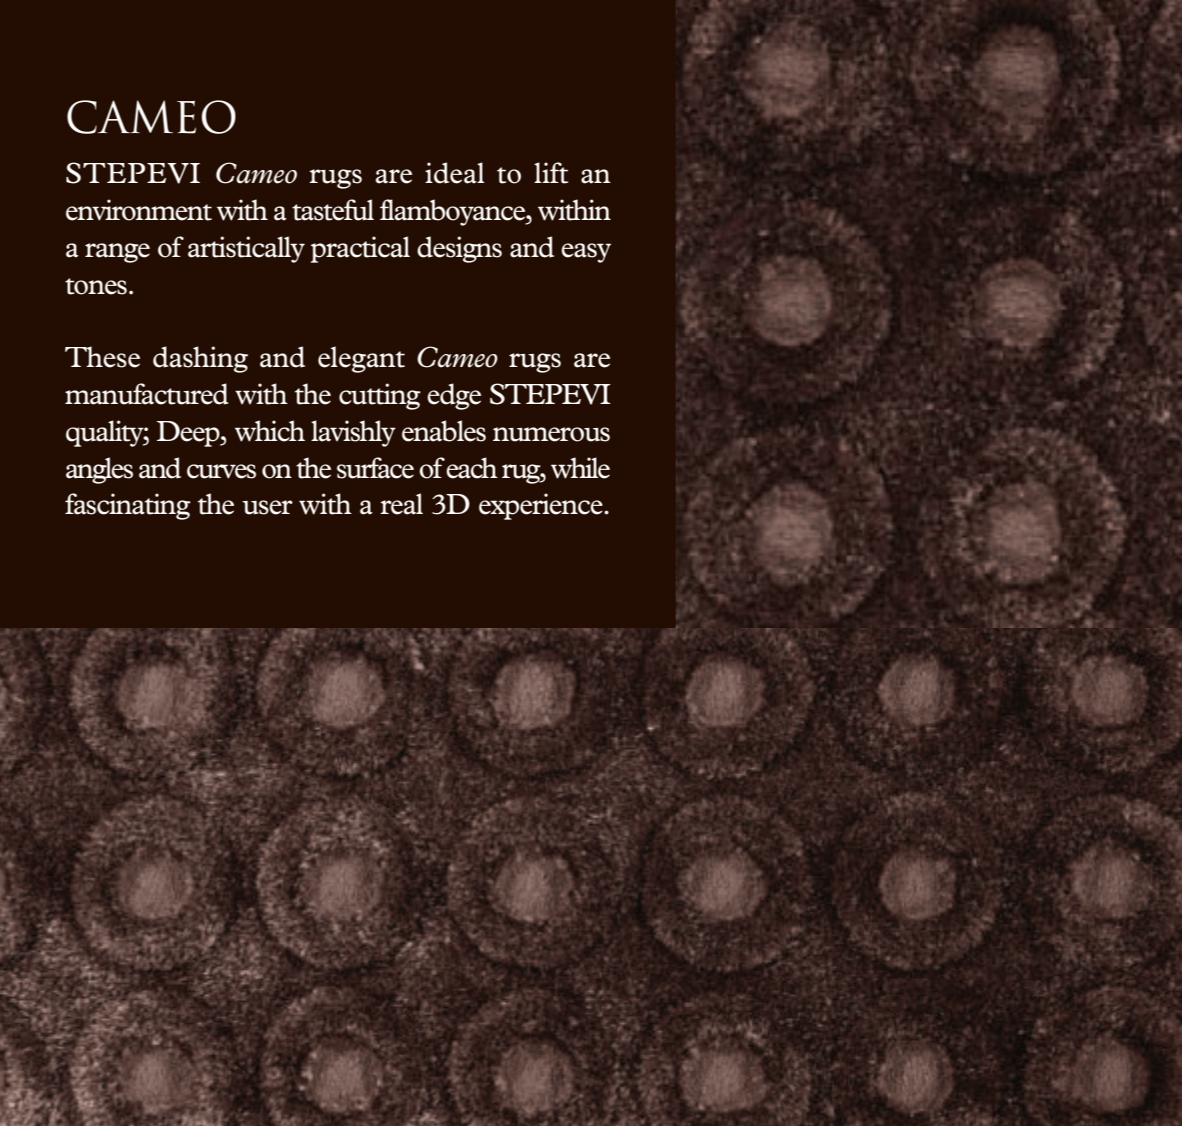 CAMEO
STEPEVI Cameo rugs are ideal to lift an
environment with a tasteful flamboyance, within
a range of artistically practical designs and easy
tones.
These dashing and elegant Cameo rugs are
manufactured with the cutting edge STEPEVI
quality; Deep, which lavishly enables numerous
angles and curves on the surface of each rug, while
fascinating the user with a real 3D experience.